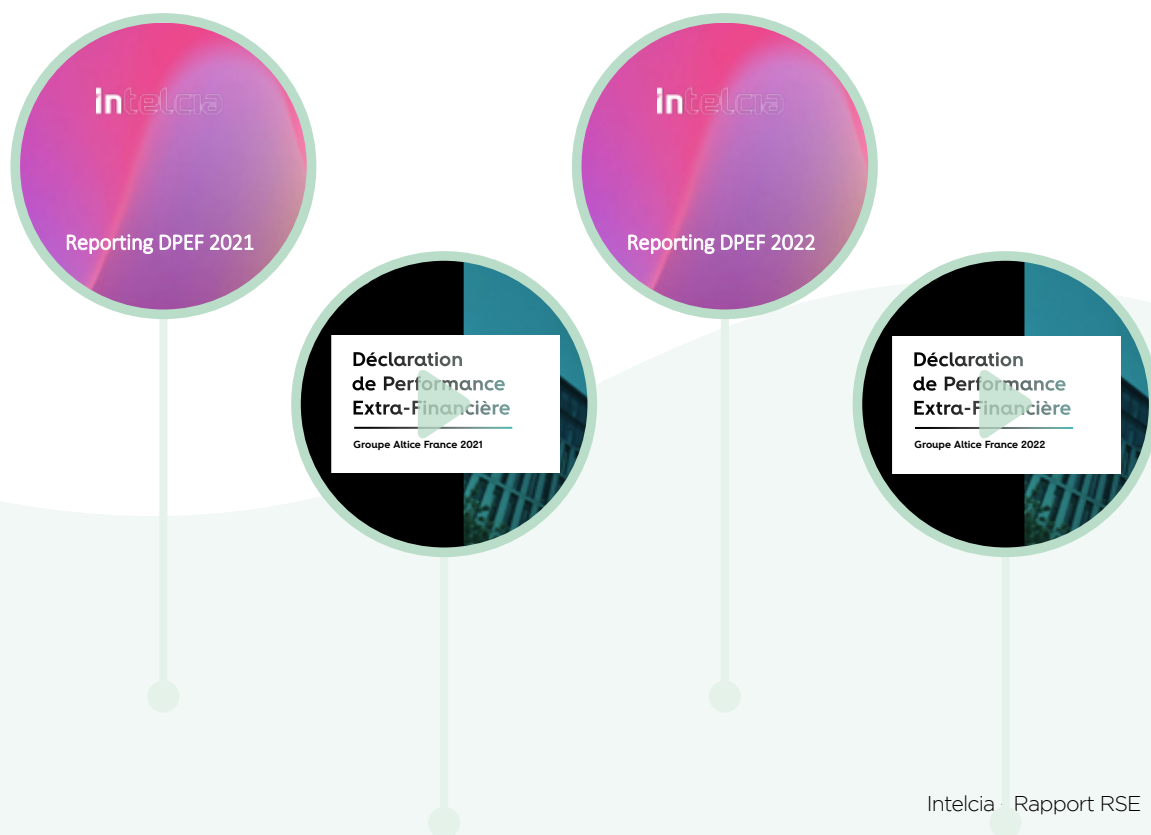 intelcia
Reporting DPEF 2021
intelcia
Reporting DPEF 2022
Déclaration
de Performance
Extra-Financière
Groupe Altice France 2021
Déclaration
de Performance
Extra-Financière
Groupe Altice France 2022
Intelcia · Rapport RSE